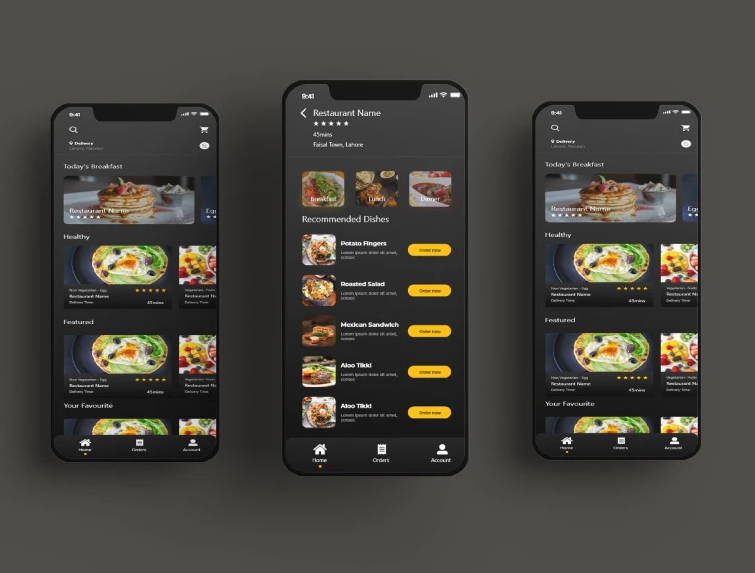 9:41
Delivery
Lahore, Pakistan
Today's Breakfast
Restaurant Name
Eg
Healthy
Non Vegetarian - Egg
Restaurant Name
Delivery Time:
45mins
Vegetarian - Fruits
Restaurant Na
Delivery Time:
Featured
Non Vegetarian - Egg
Restaurant Name
Delivery Time:
45mins
Vegetarian - Fruits
Restaurant Na
Delivery Time:
Your Favourite
Home
Orders
Account
9:41
Restaurant Name
45mins
Faisal Town, Lahore
Breakfast
Lunch
Dinner
Recommended Dishes
Potato Fingers
Lorem ipsum dolor sit amet,
consec
Order now
Roasted Salad
Lorem ipsum dolor sit amet,
consec
Order now
Mexican Sandwich
Lorem ipsum dolor sit amet,
consec
Order now
Aloo Tikki
Lorem ipsum dolor sit amet,
consec
Order now
Aloo Tikki
Lorem ipsum dolor sit amet,
consec
Order now
Home
Orders
Account
9:41
Delivery
Lahore, Pakistan
Today's Breakfast
Restaurant Name
Eg
Healthy
Non Vegetarian - Egg
Restaurant Name
Delivery Time:
45mins
Vegetarian - Fruits
Restaurant Na
Delivery Time:
Featured
Non Vegetarian - Egg
Restaurant Name
Delivery Time:
45mins
Vegetarian - Fruits
Restaurant Na
Delivery Time:
Your Favourite
Home
Orders
Account